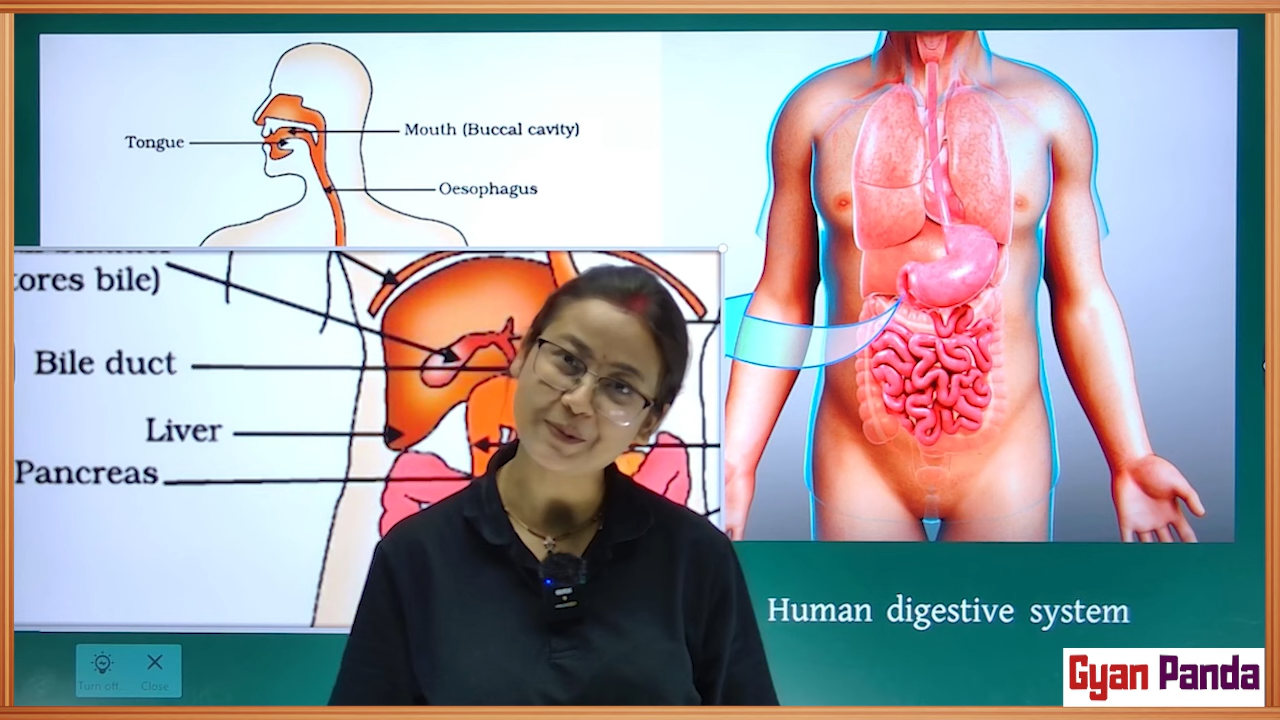 Mouth (Buccal cavity)
Tongue
Oesophagus
tores bile)
Bile duct
Liver
Pancreas
Human digestive system
Turn off
Close
Gyan Panda